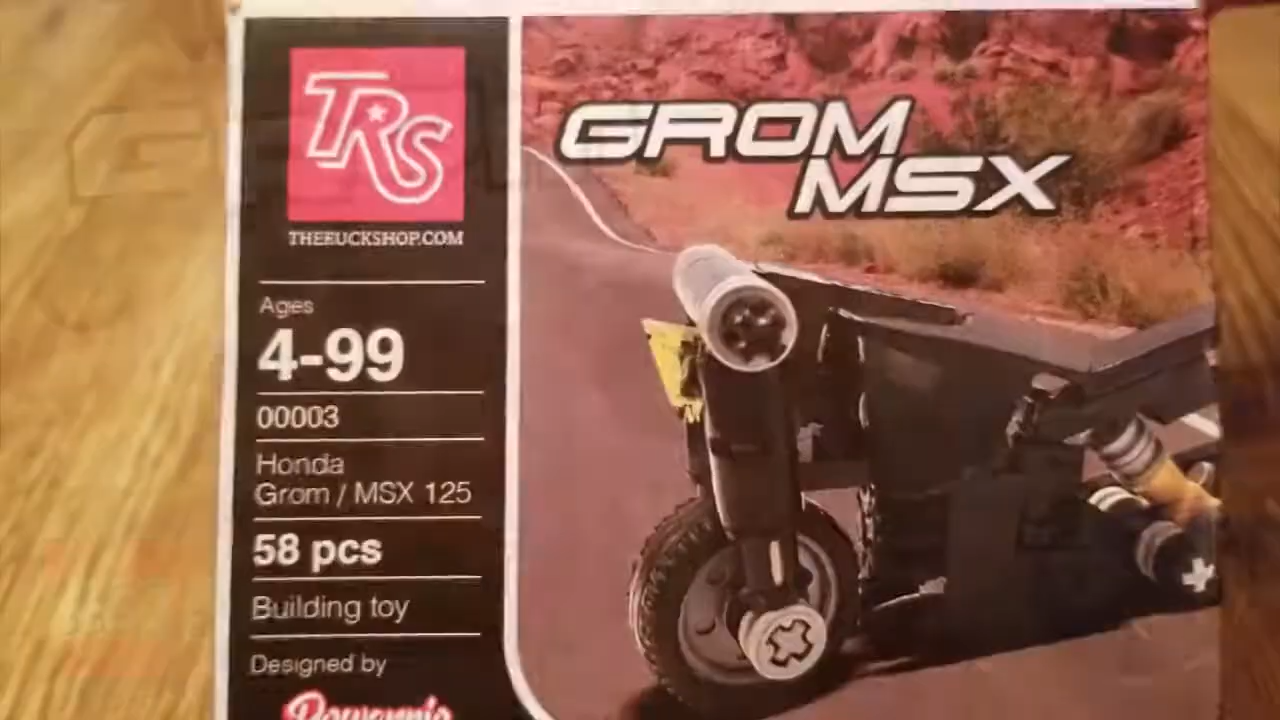 TRS
THERUCKSHOP.COM
GROM
MSX
Ages
4-99
00003
Honda
Grom / MSX 125
58 pcs
Building toy
Designed by